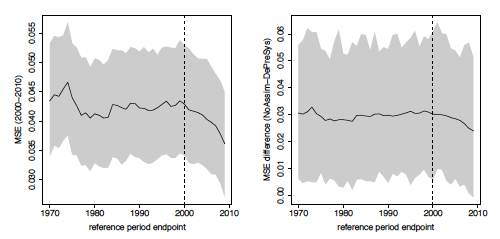 MSE (2000−2010)
0.055
0.050
0.045
0.040
0.035
0.030
1970 1980 1990 2000 2010
reference period endpoint
MSE difference (NoAssim−DePreSys)
0.06
0.05
0.04
0.03
0.02
0.01
0.00
1970 1980 1990 2000 2010
reference period endpoint